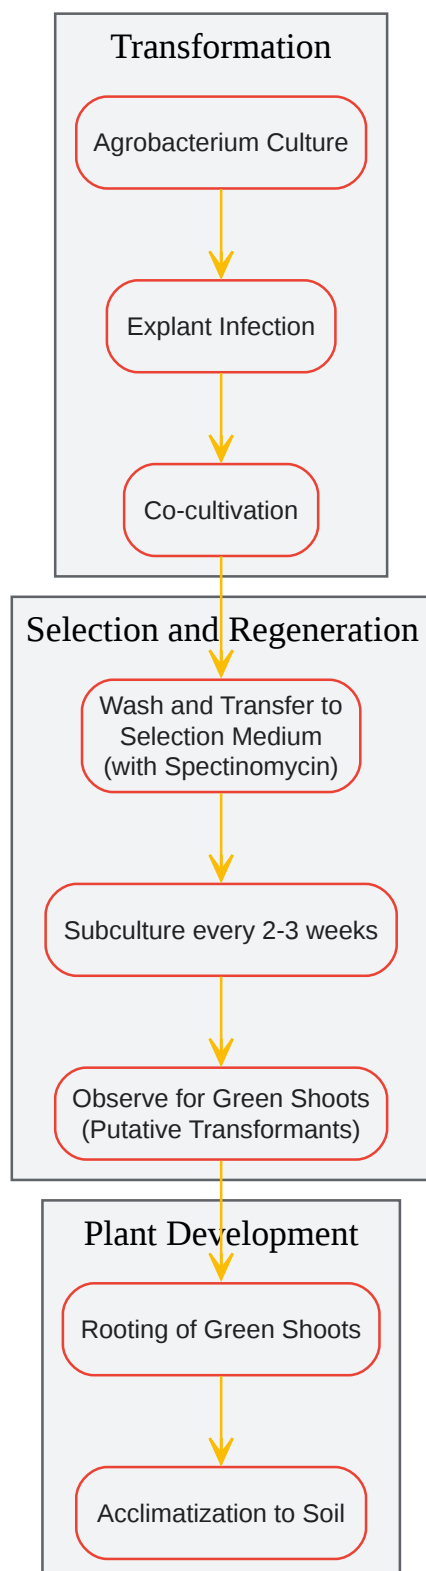 Transformation
Agrobacterium Culture
Explant Infection
Co-cultivation
Selection and Regeneration
Wash and Transfer to
Selection Medium
(with Spectinomycin)
Subculture every 2-3 weeks
Observe for Green Shoots
(Putative Transformants)
Plant Development
Rooting of Green Shoots
Acclimatization to Soil